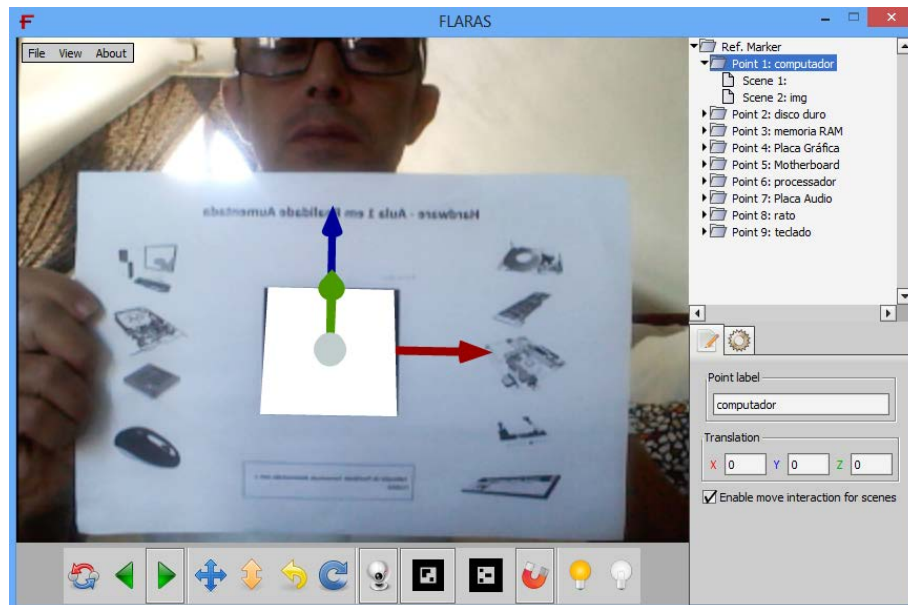 FLARAS
File View About
Hardware - Aula 1 em Realidade Aumentada
Ref. Marker
Point 1: computador
Scene 1:
Scene 2: img
Point 2: disco duro
Point 3: memoria RAM
Point 4: Placa Gráfica
Point 5: Motherboard
Point 6: processador
Point 7: Placa Audio
Point 8: rato
Point 9: teclado
Point label
computador
Translation
X 0 Y 0 Z 0
Enable move interaction for scenes